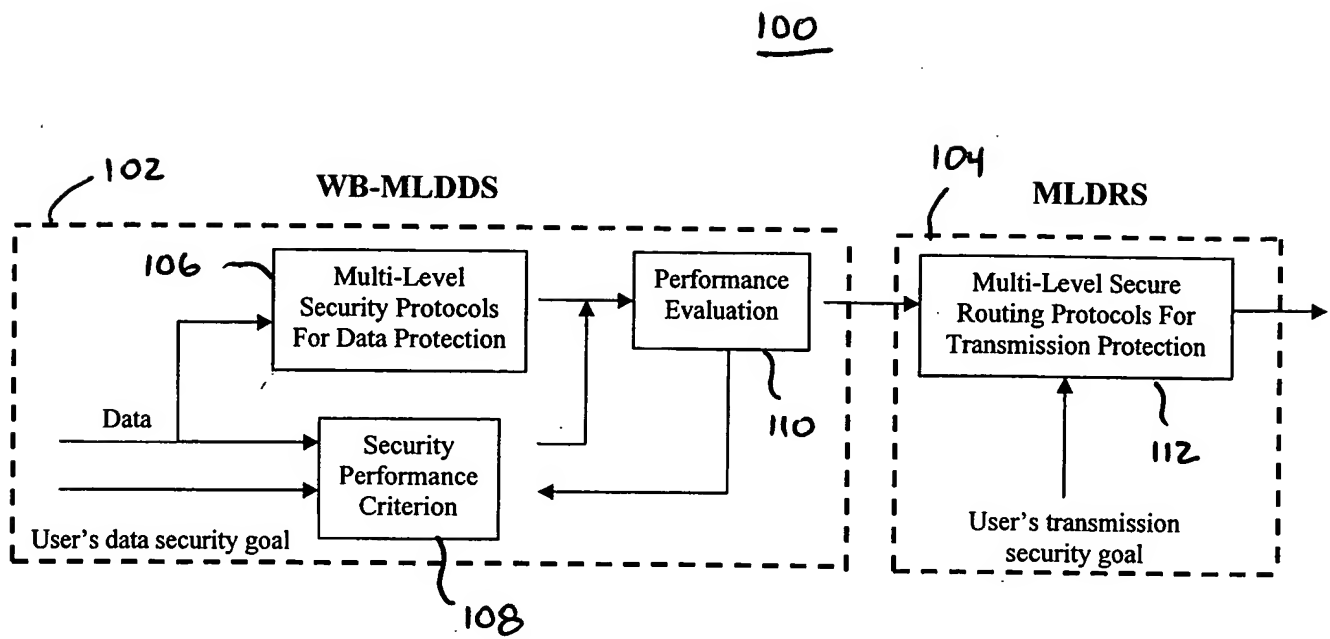 100
102
WB-MLDDS
104
MLDRS
106
Multi-Level
Security Protocols
For Data Protection
Performance
Evaluation
Multi-Level Secure
Routing Protocols For
Transmission Protection
110
112
Data
Security
Performance
Criterion
User's data security goal
User's transmission
security goal
108